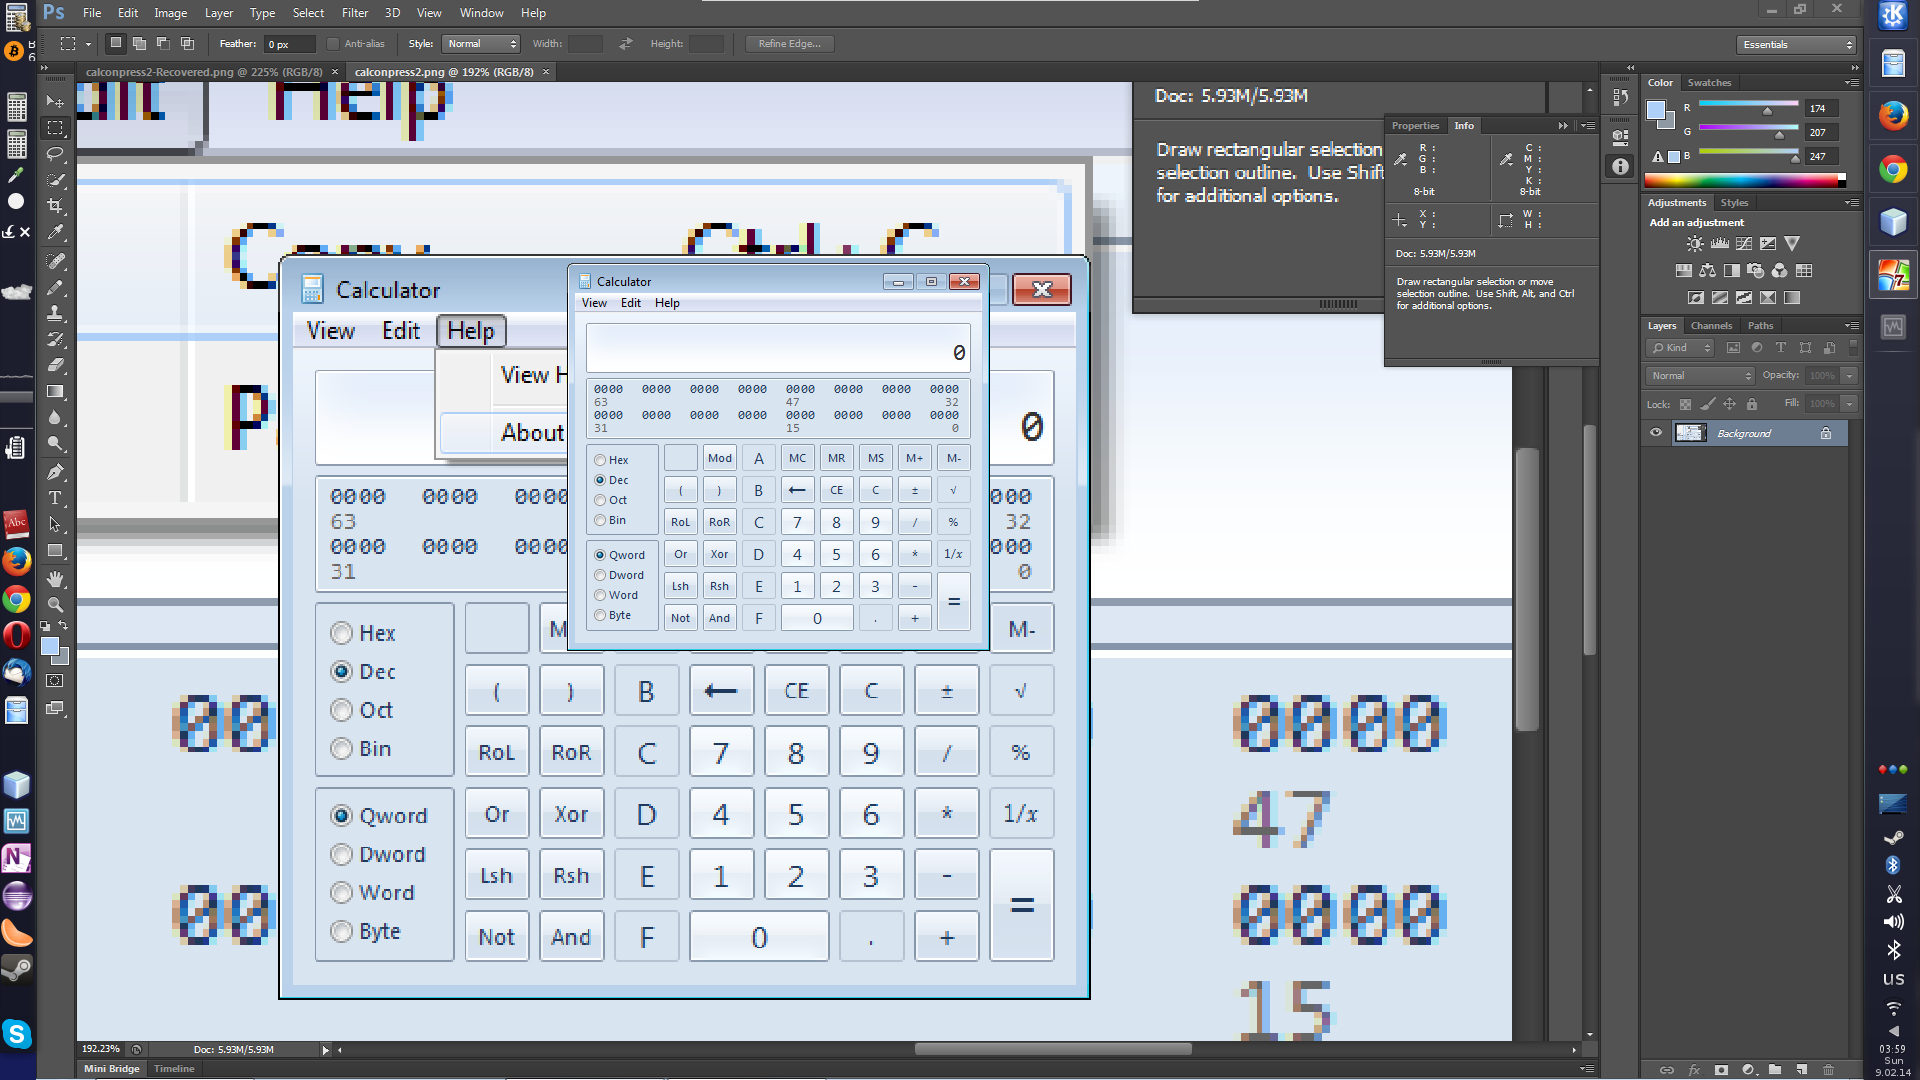 Ps File Edit Image Layer Type Select Filter 3D View Window Help
Feather: 0 px Anti-alias Style: Normal Width: Height: Refine Edge... Essentials
calconpress2-Recovered.png @ 225% (RGB/8) × calconpress2.png @ 192% (RGB/8) ×
Help
Doc: 5.93M/5.93M
Draw rectangular selection
selection outline. Use Shift
for additional options.
Copy Ctrl+C
Properties Info
R : C :
G : M :
B : Y :
K :
8-bit 8-bit
X : W :
Y : H :
Doc: 5.93M/5.93M
Draw rectangular selection or move
selection outline. Use Shift, Alt, and Ctrl
for additional options.
Color Swatches
R 174
G 207
B 247
Adjustments Styles
Add an adjustment
Layers Channels Paths
Kind
Normal Opacity: 100%
Lock: Fill: 100%
Background
Calculator
View Edit Help
View H
About
0
0000 0000 0000
63 32
0000 0000 0000
31 0
Hex
Dec
Oct
Bin
Qword
Dword
Word
Byte
M M-
( ) B ← CE C ± √
RoL RoR C 7 8 9 / %
Or Xor D 4 5 6 * 1/x
Lsh Rsh E 1 2 3 - =
Not And F 0 . +
Calculator
View Edit Help
0
0000 0000 0000 0000 0000 0000 0000 0000
63 47 32
0000 0000 0000 0000 0000 0000 0000 0000
31 15 0
Hex Mod A MC MR MS M+ M-
Dec ( ) B ← CE C ± √
Oct
Bin RoL RoR C 7 8 9 / %
Qword Or Xor D 4 5 6 * 1/x
Dword
Word Lsh Rsh E 1 2 3 - =
Byte Not And F 0 . +
00 0000
47
00 0000
15
192.23% Doc: 5.93M/5.93M
Mini Bridge Timeline
Abc
us
03:59
Sun
9.02.14